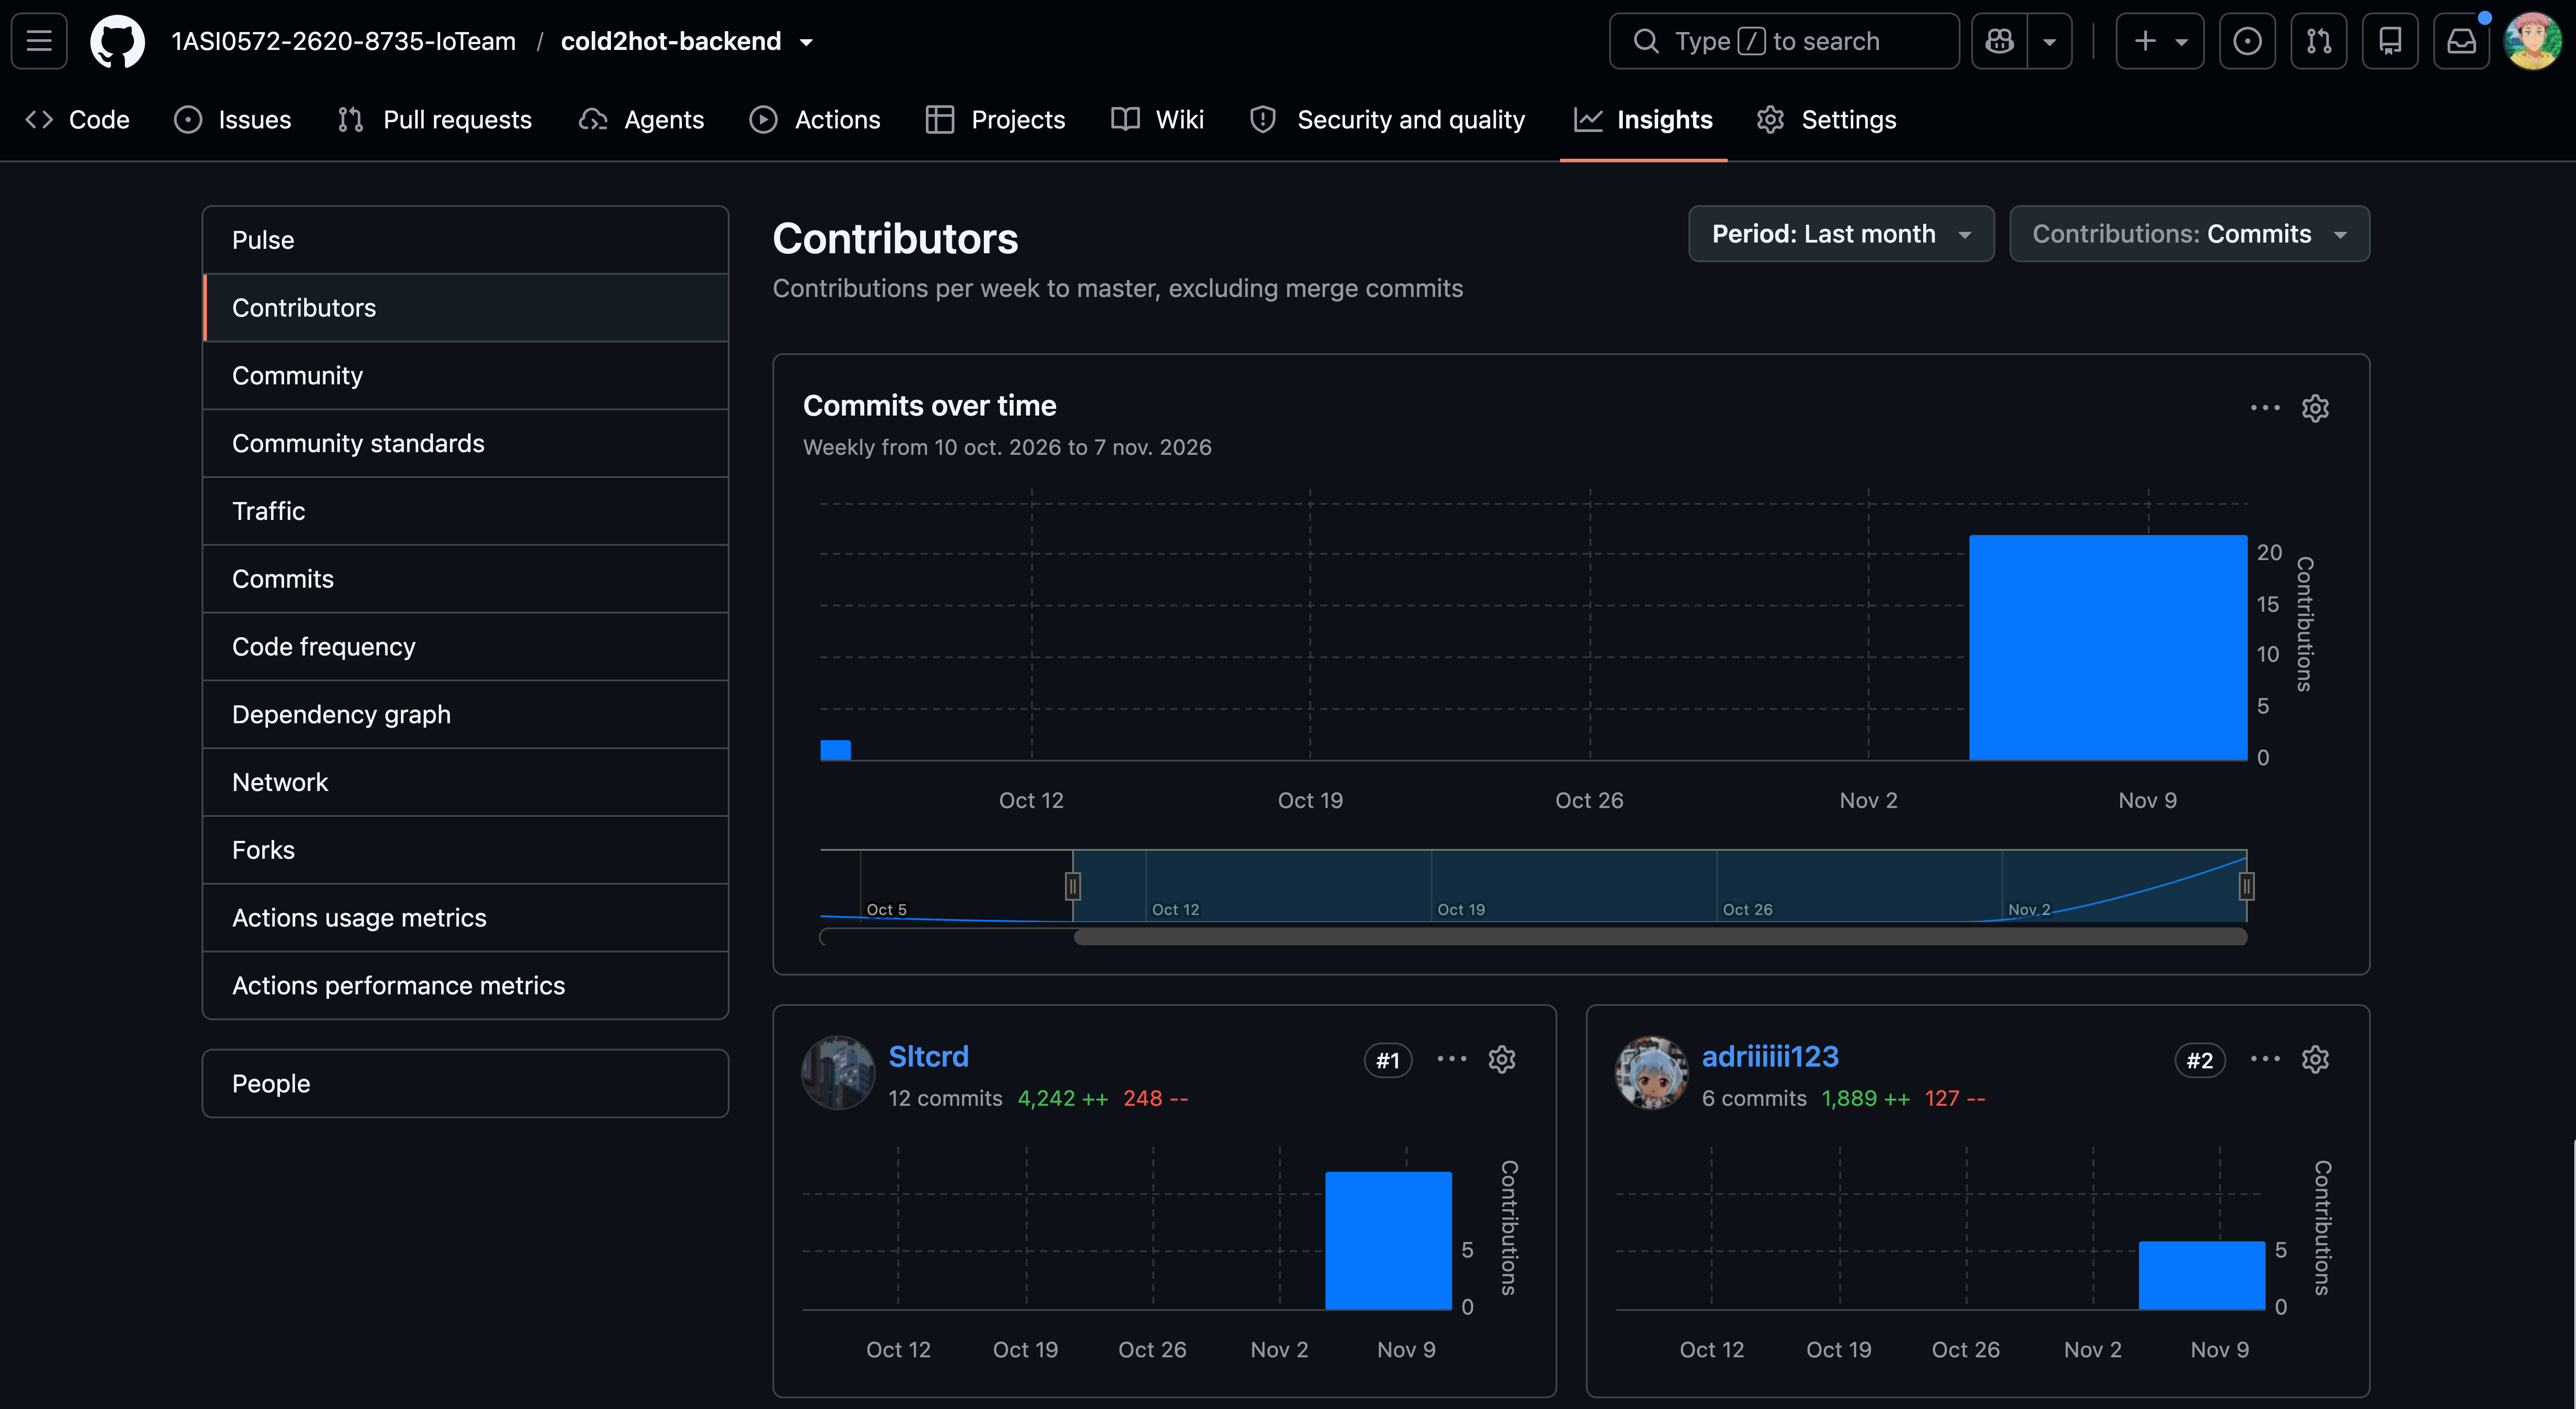 1ASI0572-2620-8735-IoTeam / cold2hot-backend
Type / to search
Code Issues Pull requests Agents Actions Projects Wiki Security and quality Insights Settings
Pulse
Contributors
Community
Community standards
Traffic
Commits
Code frequency
Dependency graph
Network
Forks
Actions usage metrics
Actions performance metrics
People
Contributors
Period: Last month
Contributions: Commits
Contributions per week to master, excluding merge commits
Commits over time
Weekly from 10 oct. 2026 to 7 nov. 2026
20
15
10
5
0
Contributions
Oct 12 Oct 19 Oct 26 Nov 2 Nov 9
Oct 5 Oct 12 Oct 19 Oct 26 Nov 2
Sltcrd
#1
12 commits 4,242 ++ 248 --
5
0
Contributions
Oct 12 Oct 19 Oct 26 Nov 2 Nov 9
adriiiiii123
#2
6 commits 1,889 ++ 127 --
5
0
Contributions
Oct 12 Oct 19 Oct 26 Nov 2 Nov 9